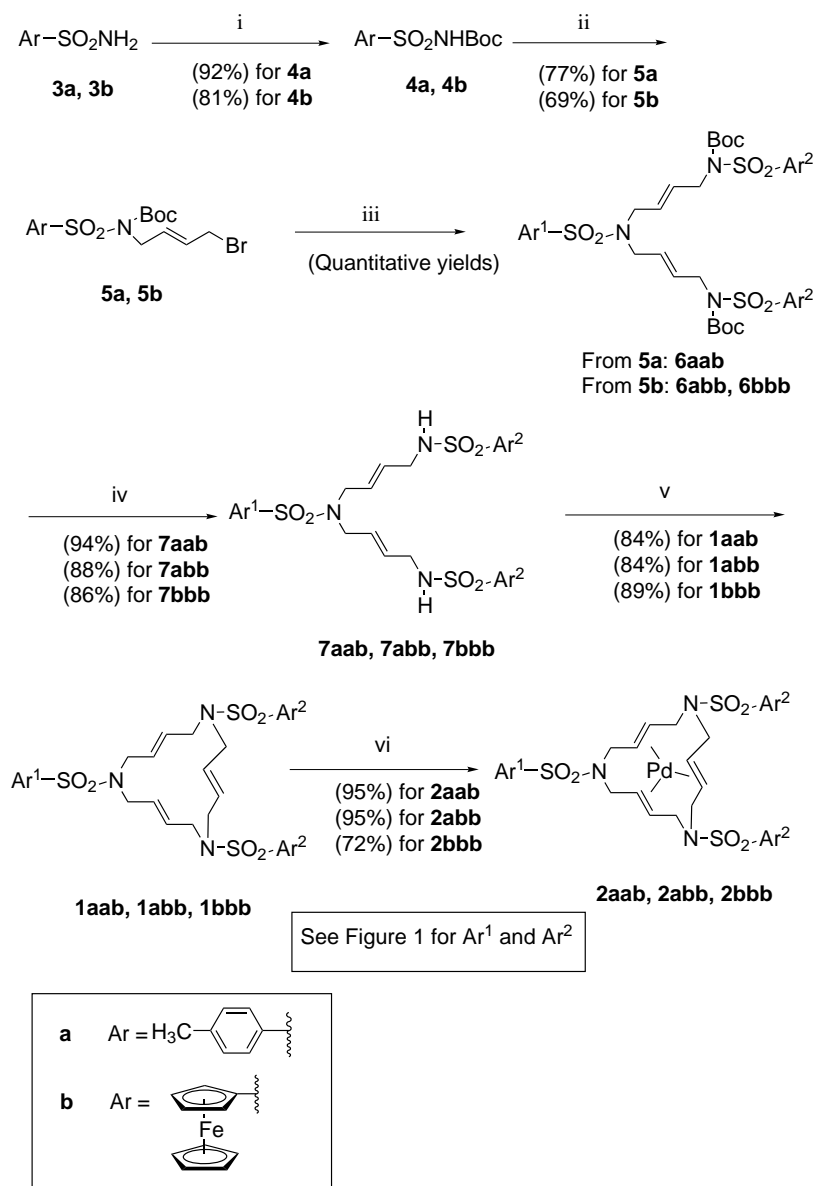 Ar–SO₂NH₂
3a, 3b
i
(92%) for 4a
(81%) for 4b
Ar–SO₂NHBoc
4a, 4b
ii
(77%) for 5a
(69%) for 5b
Ar–SO₂–N
Boc
Br
5a, 5b
iii
(Quantitative yields)
Boc
N–SO₂-Ar²
Ar¹–SO₂–N
N–SO₂-Ar²
Boc
From 5a: 6aab
From 5b: 6abb, 6bbb
iv
(94%) for 7aab
(88%) for 7abb
(86%) for 7bbb
H
N–SO₂-Ar²
Ar¹–SO₂–N
N–SO₂-Ar²
H
7aab, 7abb, 7bbb
v
(84%) for 1aab
(84%) for 1abb
(89%) for 1bbb
N–SO₂-Ar²
Ar¹–SO₂–N
N–SO₂-Ar²
1aab, 1abb, 1bbb
vi
(95%) for 2aab
(95%) for 2abb
(72%) for 2bbb
N–SO₂-Ar²
Ar¹–SO₂–N
Pd
N–SO₂-Ar²
2aab, 2abb, 2bbb
See Figure 1 for Ar¹ and Ar²
a Ar = H₃C
b Ar =
Fe